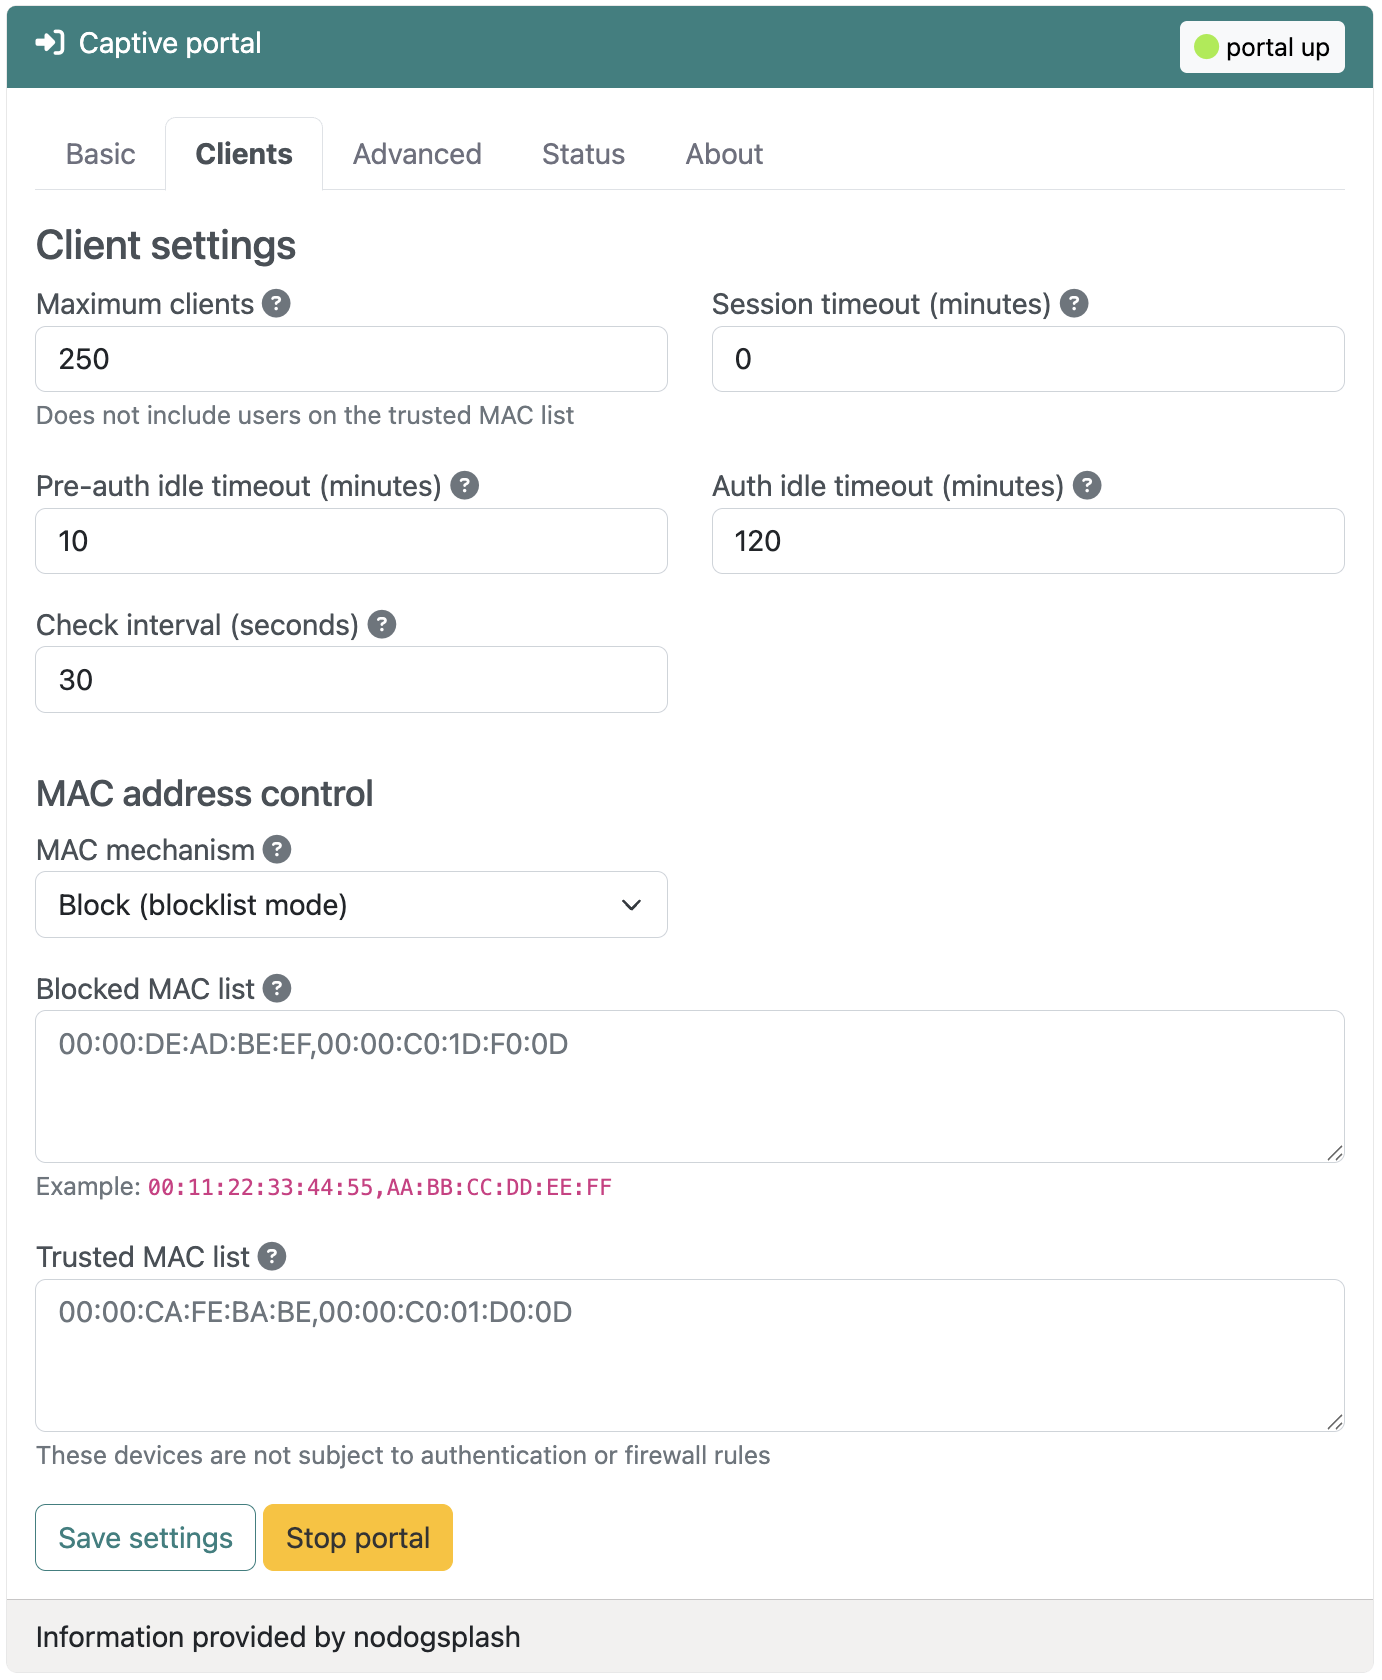 Captive portal
portal up
Basic
Clients
Advanced
Status
About
Client settings
Maximum clients ?
Session timeout (minutes) ?
250
0
Does not include users on the trusted MAC list
Pre-auth idle timeout (minutes) ?
Auth idle timeout (minutes) ?
10
120
Check interval (seconds) ?
30
MAC address control
MAC mechanism ?
Block (blocklist mode)
Blocked MAC list ?
00:00:DE:AD:BE:EF,00:00:C0:1D:F0:0D
Example: 00:11:22:33:44:55,AA:BB:CC:DD:EE:FF
Trusted MAC list ?
00:00:CA:FE:BA:BE,00:00:C0:01:D0:0D
These devices are not subject to authentication or firewall rules
Save settings
Stop portal
Information provided by nodogsplash